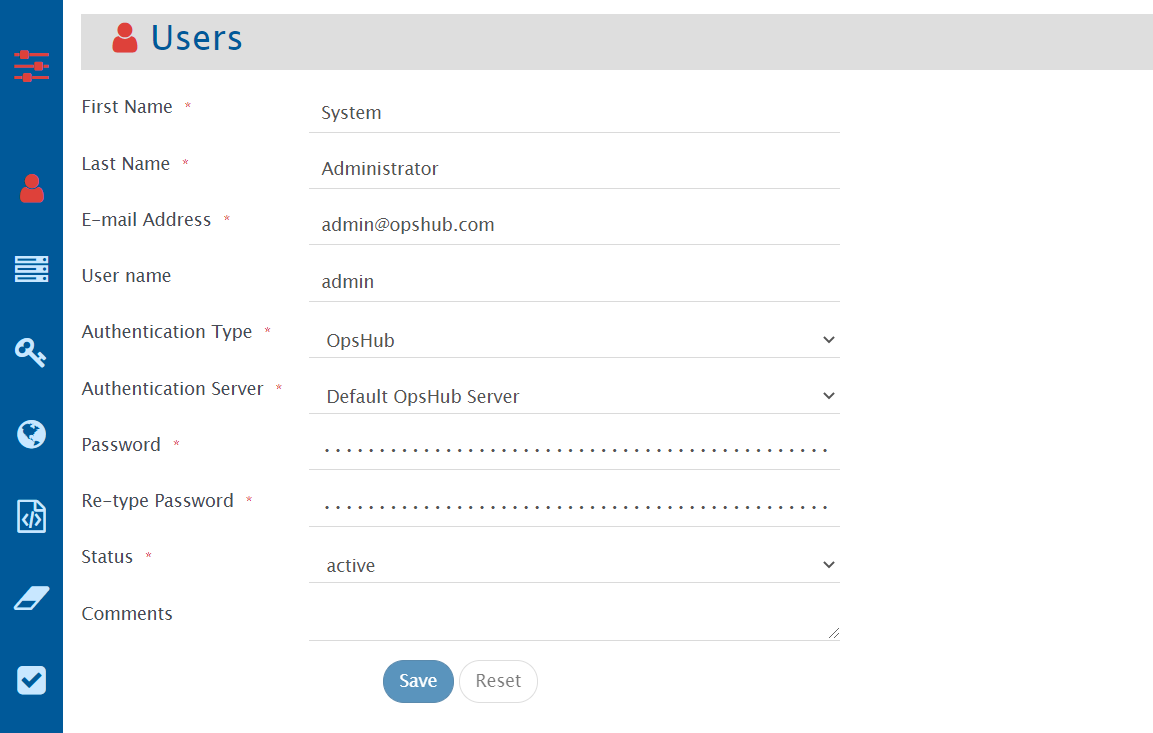 Users
First Name *
System
Last Name *
Administrator
E-mail Address *
admin@opshub.com
User name
admin
Authentication Type *
OpsHub
Authentication Server *
Default OpsHub Server
Password *
Re-type Password *
Status *
active
Comments
Save Reset